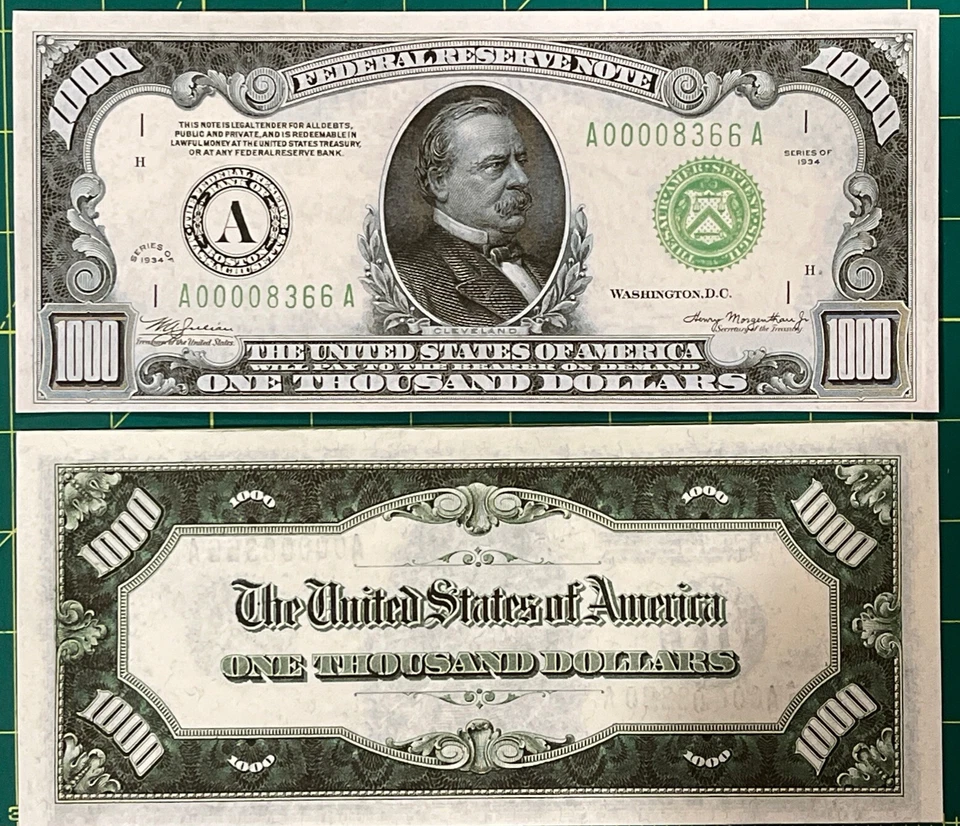 1000
FEDERAL RESERVE NOTE
1000
THIS NOTE IS LEGAL TENDER FOR ALL DEBTS,
PUBLIC AND PRIVATE, AND IS REDEEMABLE IN
LAWFUL MONEY AT THE UNITED STATES TREASURY,
OR AT ANY FEDERAL RESERVE BANK.
A00008366A
I
I
H
SERIES OF
1934
A
BOSTON
SERIES OF
1934
H
WASHINGTON, D.C.
I
A00008366A
I
Treasurer of the United States
CLEVELAND
Henry Morgenthau Jr
Secretary of the Treasury
1000
THE UNITED STATES OF AMERICA
WILL PAY TO THE BEARER ON DEMAND
ONE THOUSAND DOLLARS
1000
1000
1000
1000
1000
The United States of America
ONE THOUSAND DOLLARS
1000
1000
1000
1000